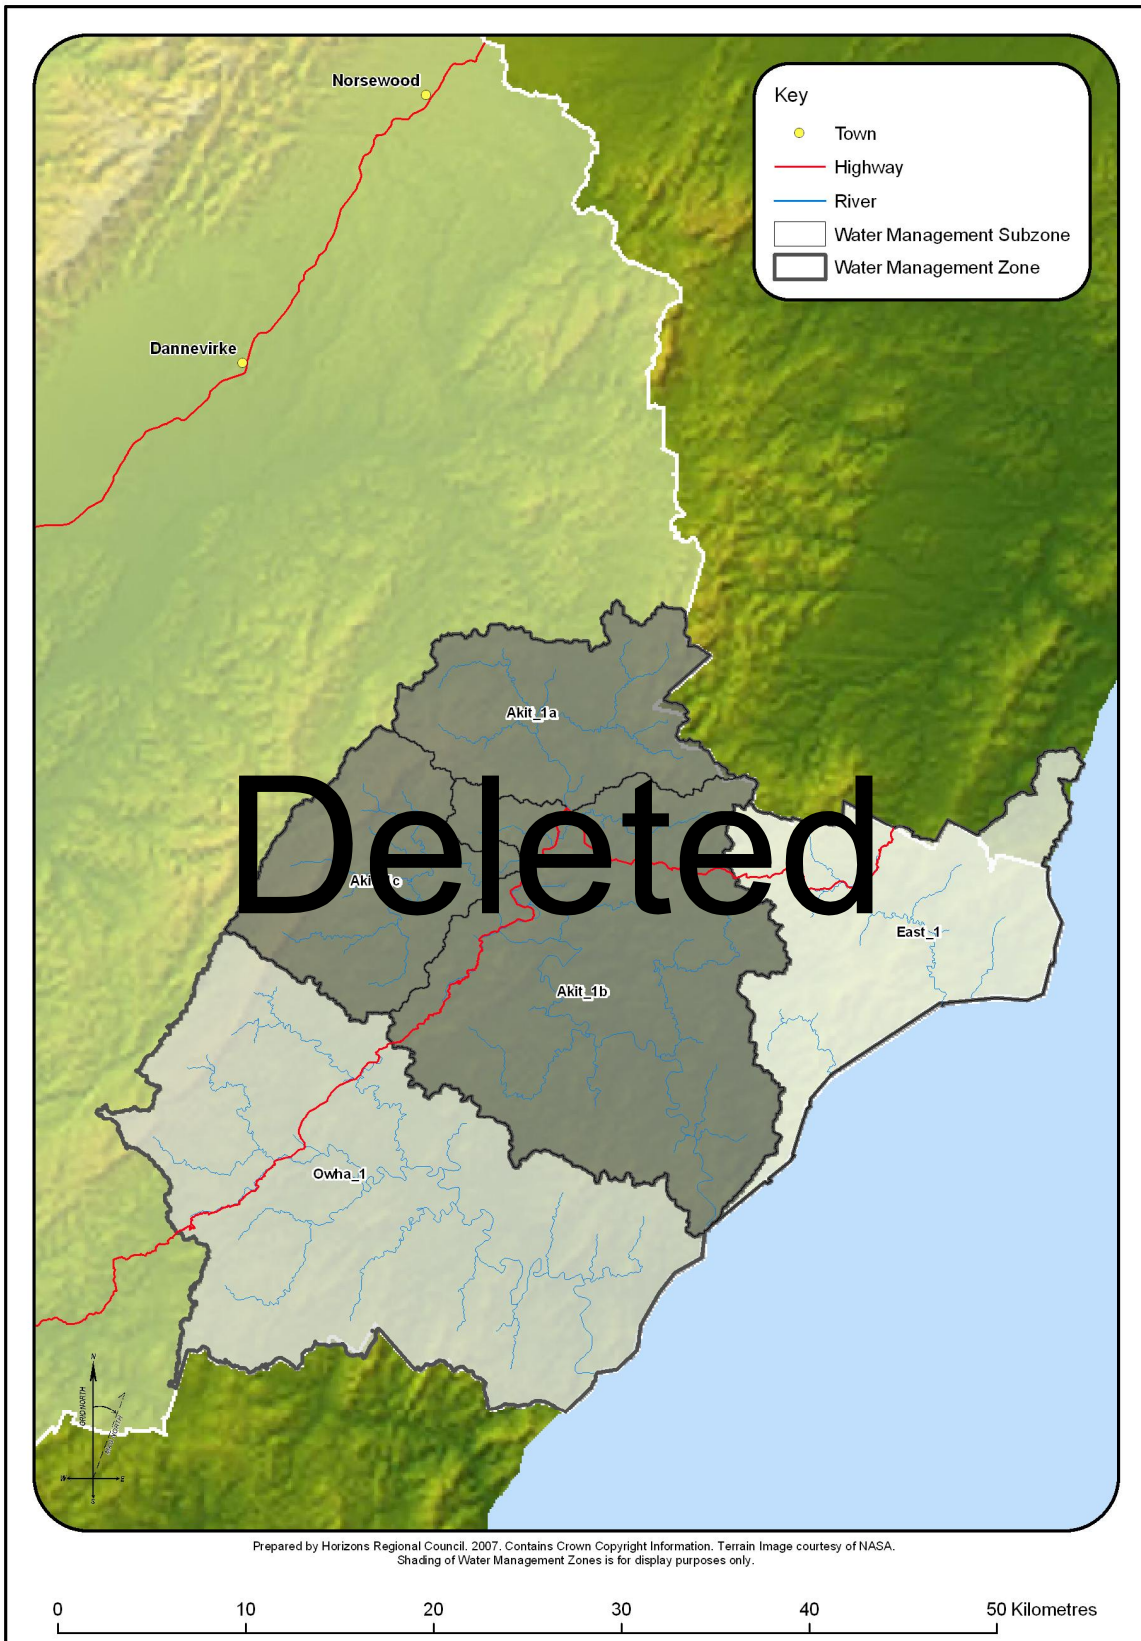 Norsewood
Key
Town
Highway
River
Water Management Subzone
Water Management Zone
Dannevirke
Akit_1a
Deleted
East_1
Akit_1b
Owha_1
N
GRID NORTH
W
E
S
Prepared by Horizons Regional Council. 2007. Contains Crown Copyright Information. Terrain Image courtesy of NASA.
Shading of Water Management Zones is for display purposes only.
0 10 20 30 40 50 Kilometres